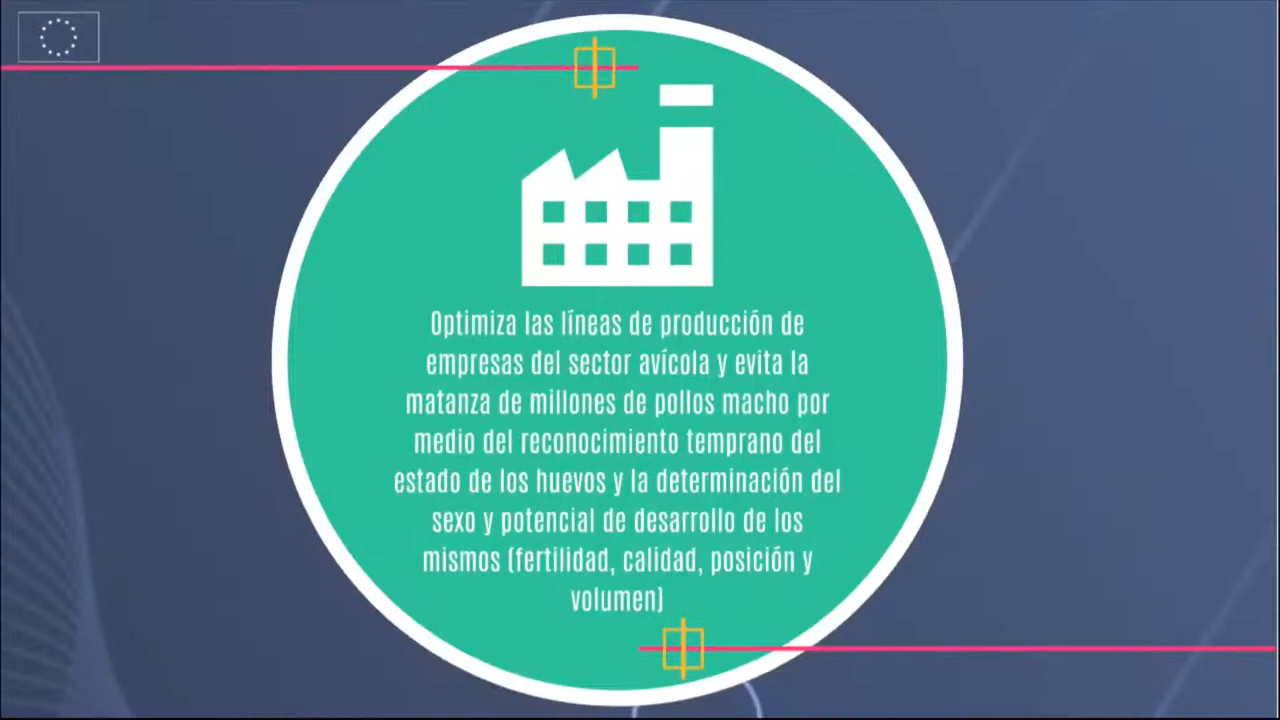 Optimiza las líneas de producción de
empresas del sector avícola y evita la
matanza de millones de pollos macho por
medio del reconocimiento temprano del
estado de los huevos y la determinación del
sexo y potencial de desarrollo de los
mismos (fertilidad, calidad, posición y
volumen)